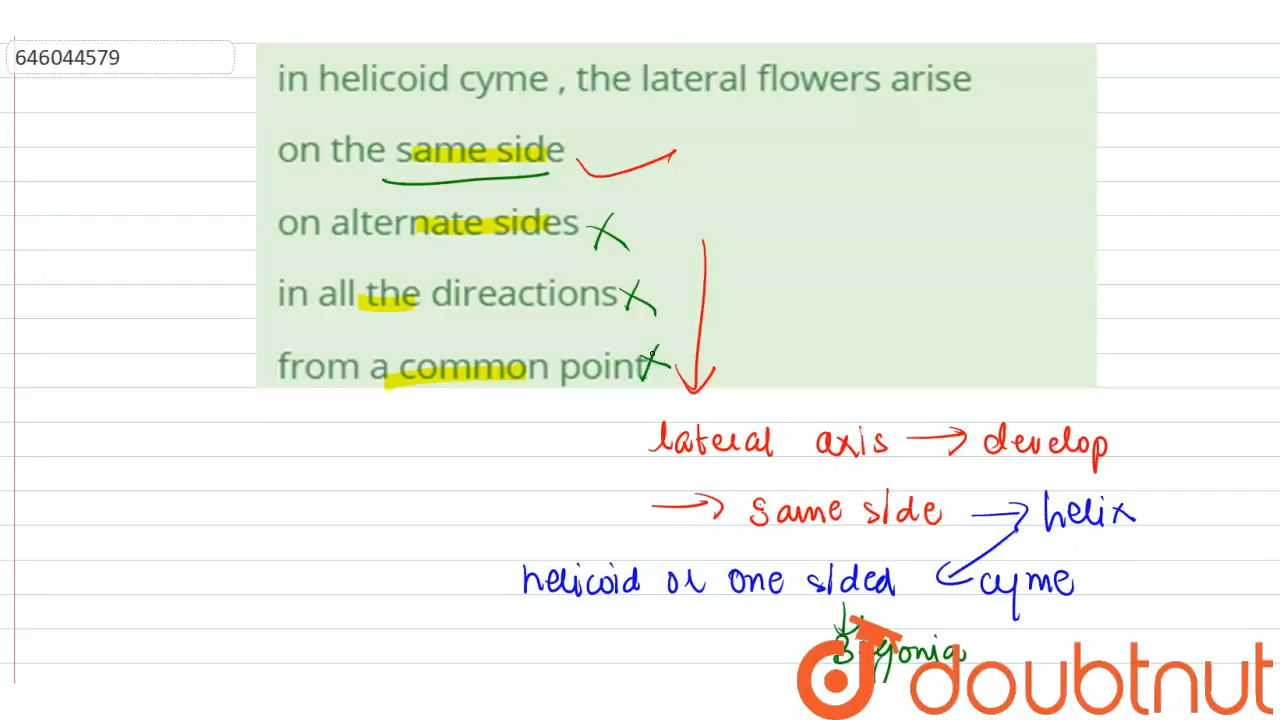 646044579
in helicoid cyme , the lateral flowers arise
on the same side
on alternate sides
in all the direactions
from a common point
lateral axis → develop
→ same side → helix
helicoid or one sided cyme
Begonia
doubtnut